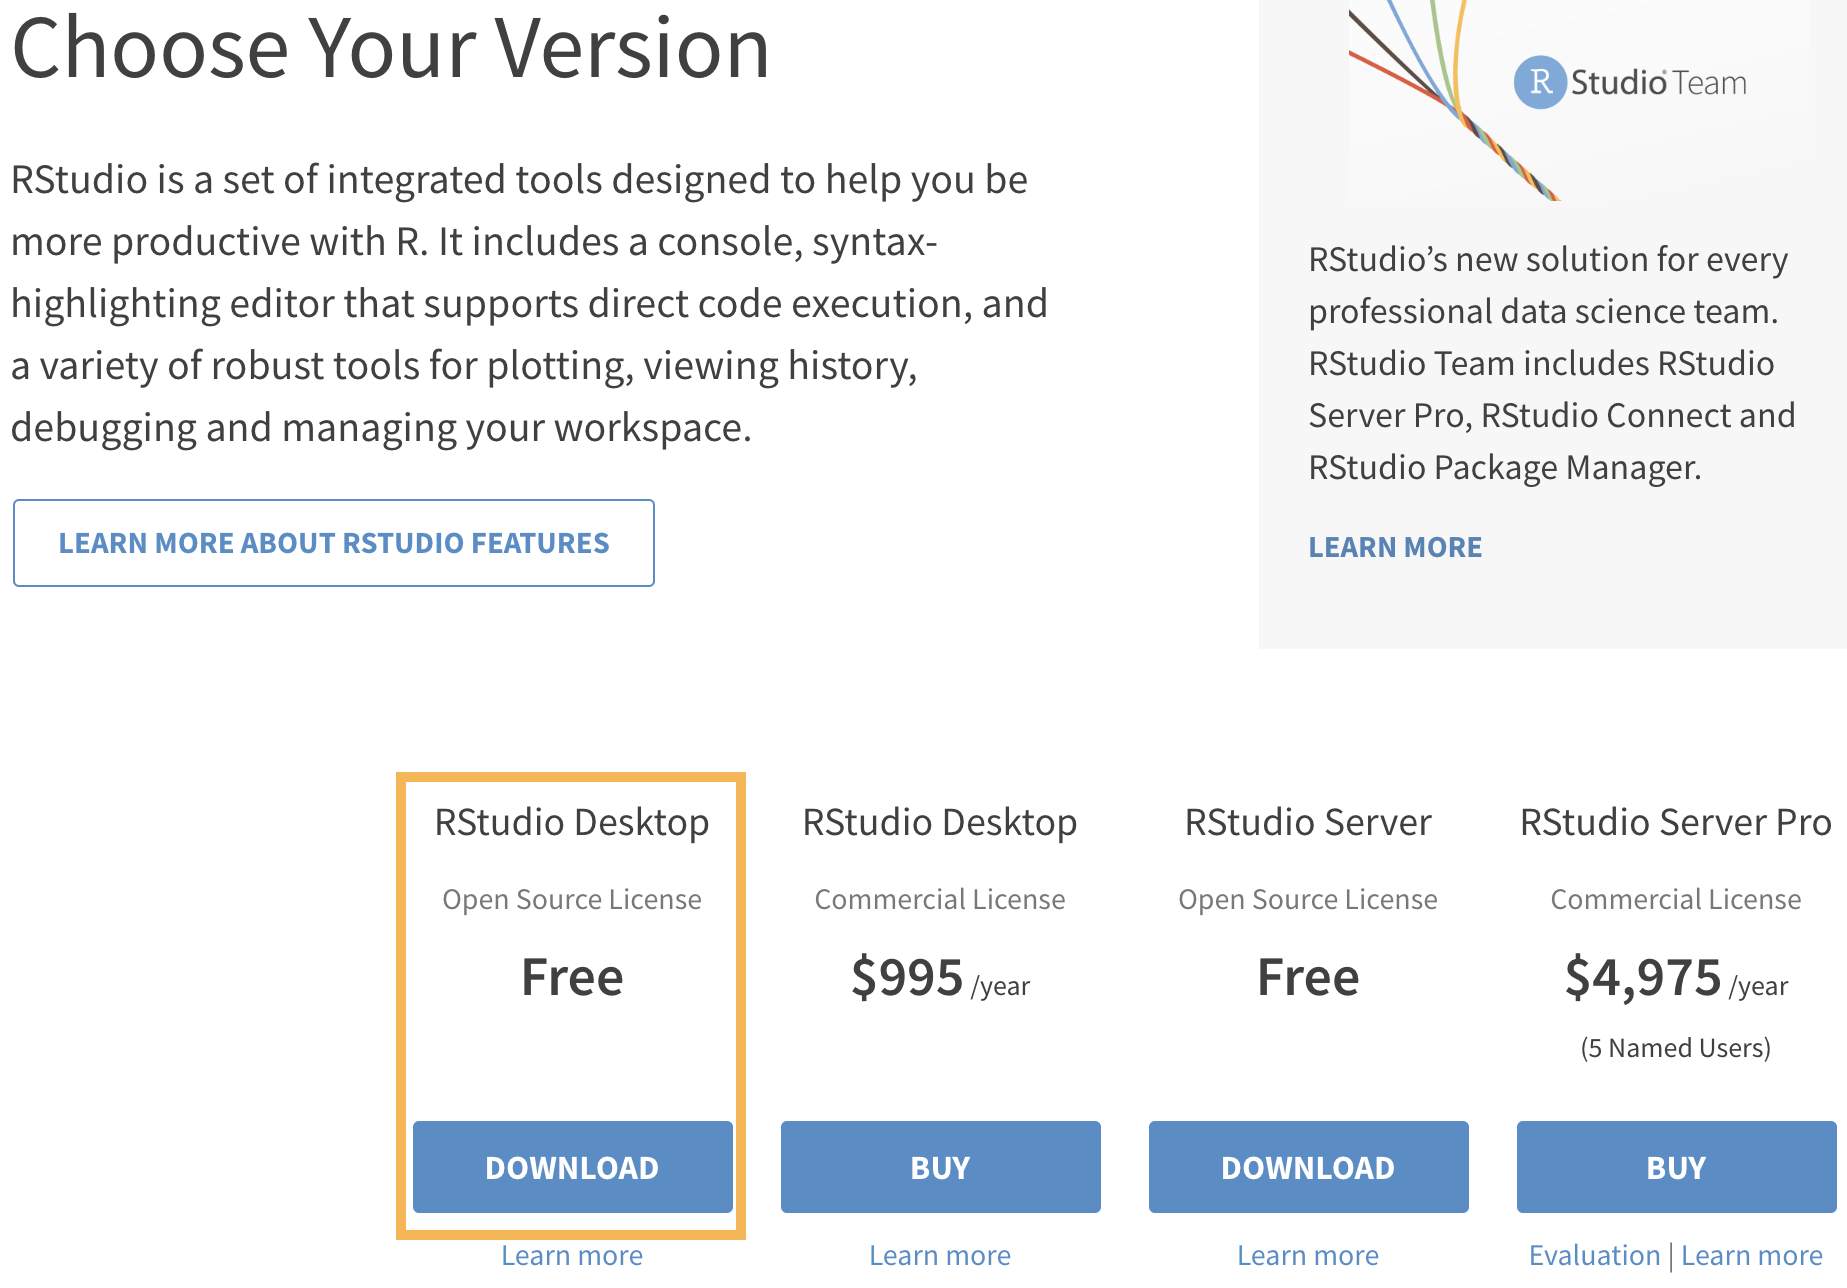 Choose Your Version
RStudio is a set of integrated tools designed to help you be
more productive with R. It includes a console, syntax-
highlighting editor that supports direct code execution, and
a variety of robust tools for plotting, viewing history,
debugging and managing your workspace.
LEARN MORE ABOUT RSTUDIO FEATURES
R Studio Team
RStudio’s new solution for every
professional data science team.
RStudio Team includes RStudio
Server Pro, RStudio Connect and
RStudio Package Manager.
LEARN MORE
RStudio Desktop
Open Source License
Free
DOWNLOAD
Learn more
RStudio Desktop
Commercial License
$995 /year
BUY
Learn more
RStudio Server
Open Source License
Free
DOWNLOAD
Learn more
RStudio Server Pro
Commercial License
$4,975 /year
(5 Named Users)
BUY
Evaluation | Learn more